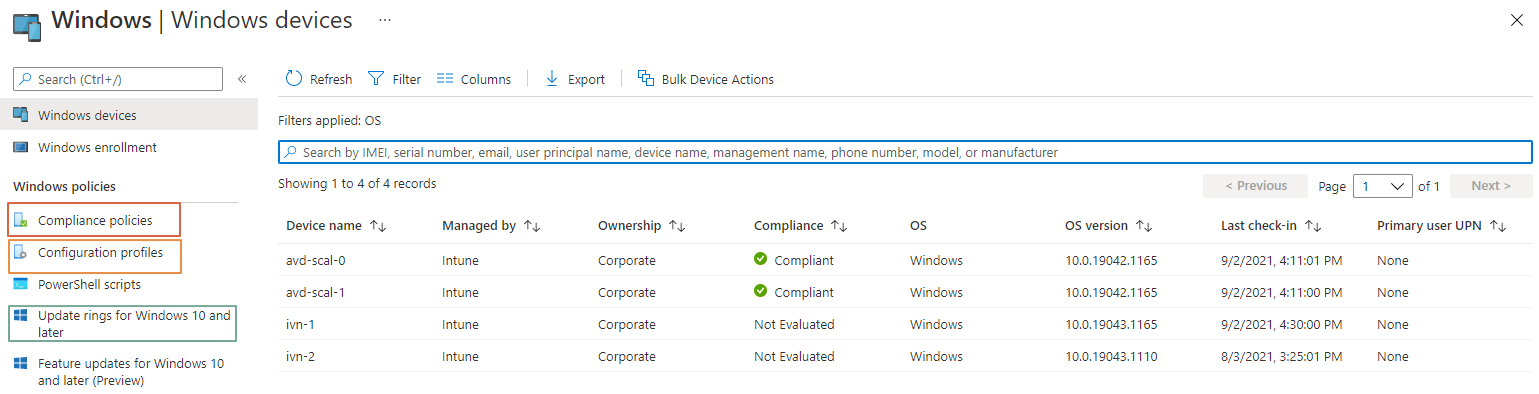 Windows | Windows devices ...
Search (Ctrl+/) «
Windows devices
Windows enrollment
Windows policies
Compliance policies
Configuration profiles
PowerShell scripts
Update rings for Windows 10 and
later
Feature updates for Windows 10
and later (Preview)
Refresh Filter Columns Export Bulk Device Actions
Filters applied: OS
Search by IMEI, serial number, email, user principal name, device name, management name, phone number, model, or manufacturer
Showing 1 to 4 of 4 records < Previous Page 1 of 1 Next >
Device name ↑↓ Managed by ↑↓ Ownership ↑↓ Compliance ↑↓ OS OS version ↑↓ Last check-in ↑↓ Primary user UPN ↑↓
avd-scal-0 Intune Corporate Compliant Windows 10.0.19042.1165 9/2/2021, 4:11:01 PM None
avd-scal-1 Intune Corporate Compliant Windows 10.0.19042.1165 9/2/2021, 4:11:00 PM None
ivn-1 Intune Corporate Not Evaluated Windows 10.0.19043.1165 9/2/2021, 4:30:00 PM None
ivn-2 Intune Corporate Not Evaluated Windows 10.0.19043.1110 8/3/2021, 3:25:01 PM None